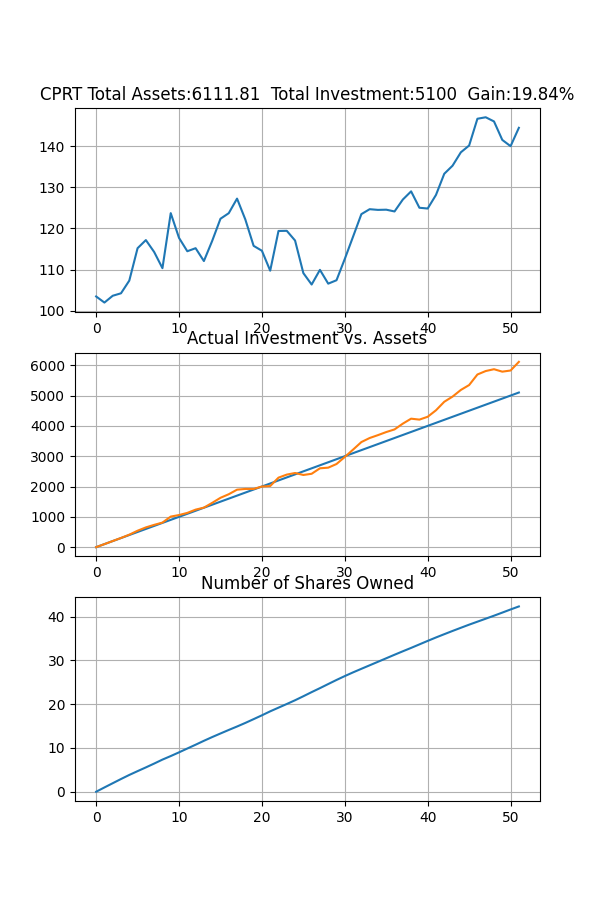 CPRT Total Assets:6111.81  Total Investment:5100  Gain:19.84%
140
130
120
110
100
0 10 20 30 40 50
Actual Investment vs. Assets
6000
5000
4000
3000
2000
1000
0
0 10 20 30 40 50
Number of Shares Owned
40
30
20
10
0
0 10 20 30 40 50